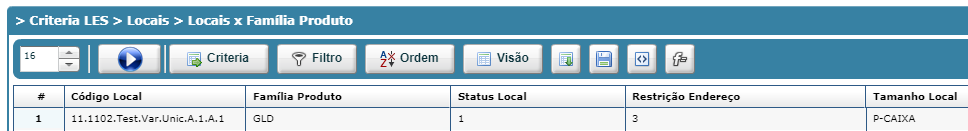 > Criteria LES > Locais > Locais x Família Produto
16 Criteria Filtro Ordem Visão
# Código Local Família Produto Status Local Restrição Endereço Tamanho Local
1 11.1102.Test.Var.Unic.A.1.A.1 GLD 1 3 P-CAIXA